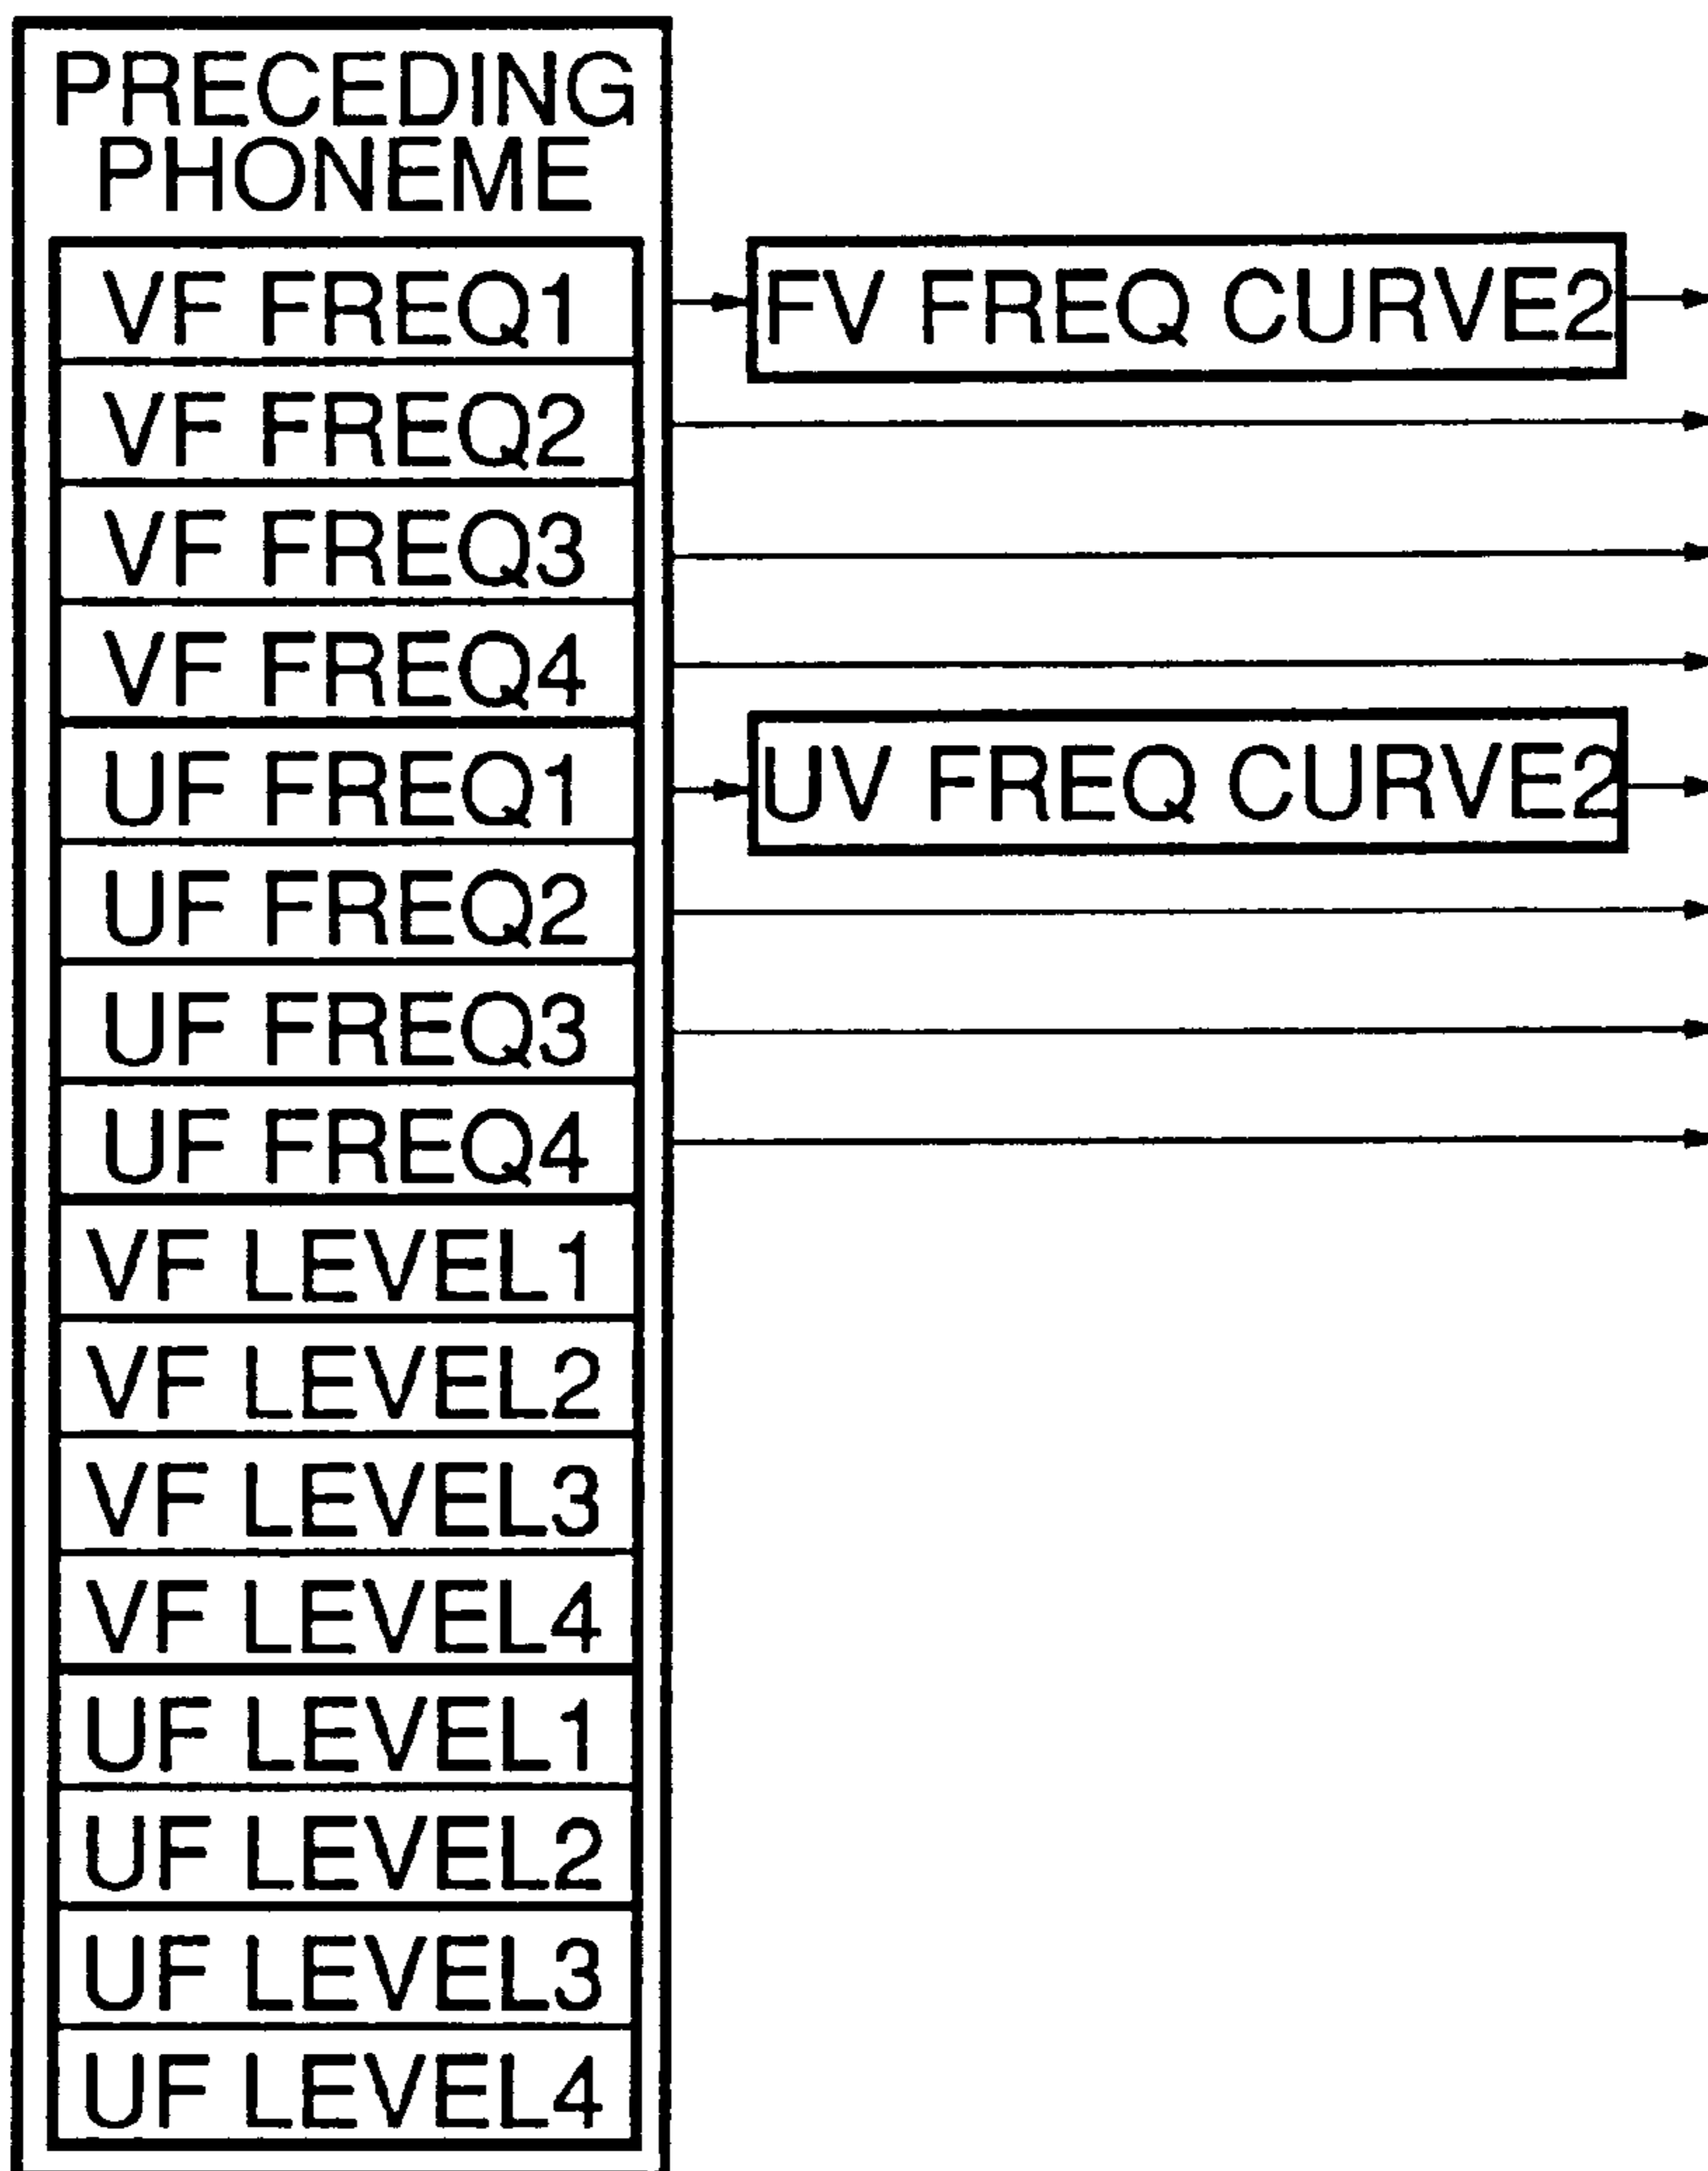 PRECEDING
PHONEME
VF FREQ1
FV FREQ CURVE2
VF FREQ2
VF FREQ3
VF FREQ4
UF FREQ1
UV FREQ CURVE2
UF FREQ2
UF FREQ3
UF FREQ4
VF LEVEL1
VF LEVEL2
VF LEVEL3
VF LEVEL4
UF LEVEL1
UF LEVEL2
UF LEVEL3
UF LEVEL4